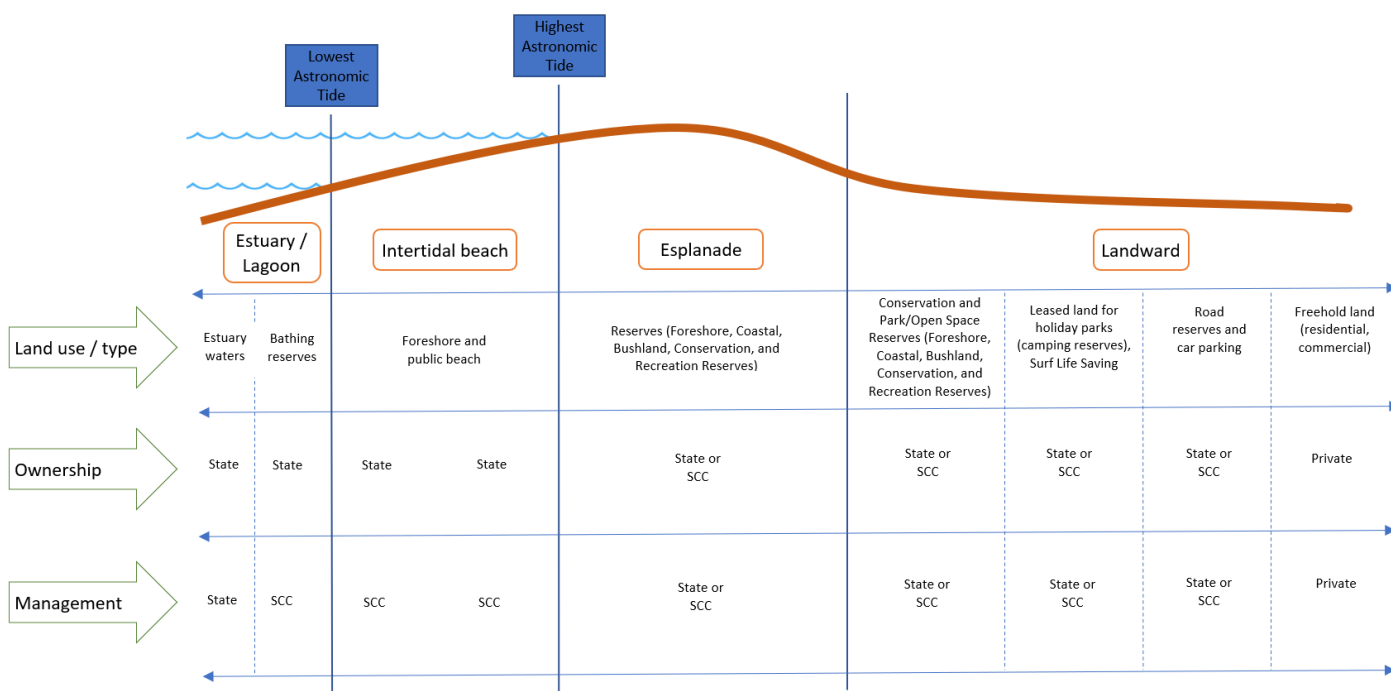 Highest
Astronomic
Tide
Lowest
Astronomic
Tide
Estuary /
Lagoon
Intertidal beach
Esplanade
Landward
Land use / type
Estuary
waters
Bathing
reserves
Foreshore and
public beach
Reserves (Foreshore, Coastal,
Bushland, Conservation, and
Recreation Reserves)
Conservation and
Park/Open Space
Reserves (Foreshore,
Coastal, Bushland,
Conservation, and
Recreation Reserves)
Leased land for
holiday parks
(camping reserves),
Surf Life Saving
Road
reserves and
car parking
Freehold land
(residential,
commercial)
Ownership
State
State
State
State
State or
SCC
State or
SCC
State or
SCC
State or
SCC
Private
Management
State
SCC
SCC
SCC
State or
SCC
State or
SCC
State or
SCC
State or
SCC
Private